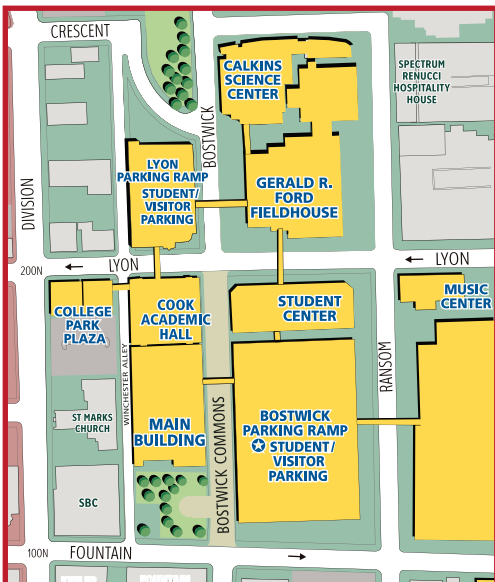 CRESCENT
CALKINS
SCIENCE
CENTER
SPECTRUM
RENUCCI
HOSPITALITY
HOUSE
BOSTWICK
LYON
PARKING RAMP
STUDENT/
VISITOR
PARKING
GERALD R.
FORD
FIELDHOUSE
DIVISION
200N
LYON
LYON
COLLEGE
PARK
PLAZA
COOK
ACADEMIC
HALL
STUDENT
CENTER
MUSIC
CENTER
WINCHESTER ALLEY
RANSOM
ST MARKS
CHURCH
MAIN
BUILDING
BOSTWICK COMMONS
BOSTWICK
PARKING RAMP
STUDENT/
VISITOR
PARKING
SBC
100N
FOUNTAIN